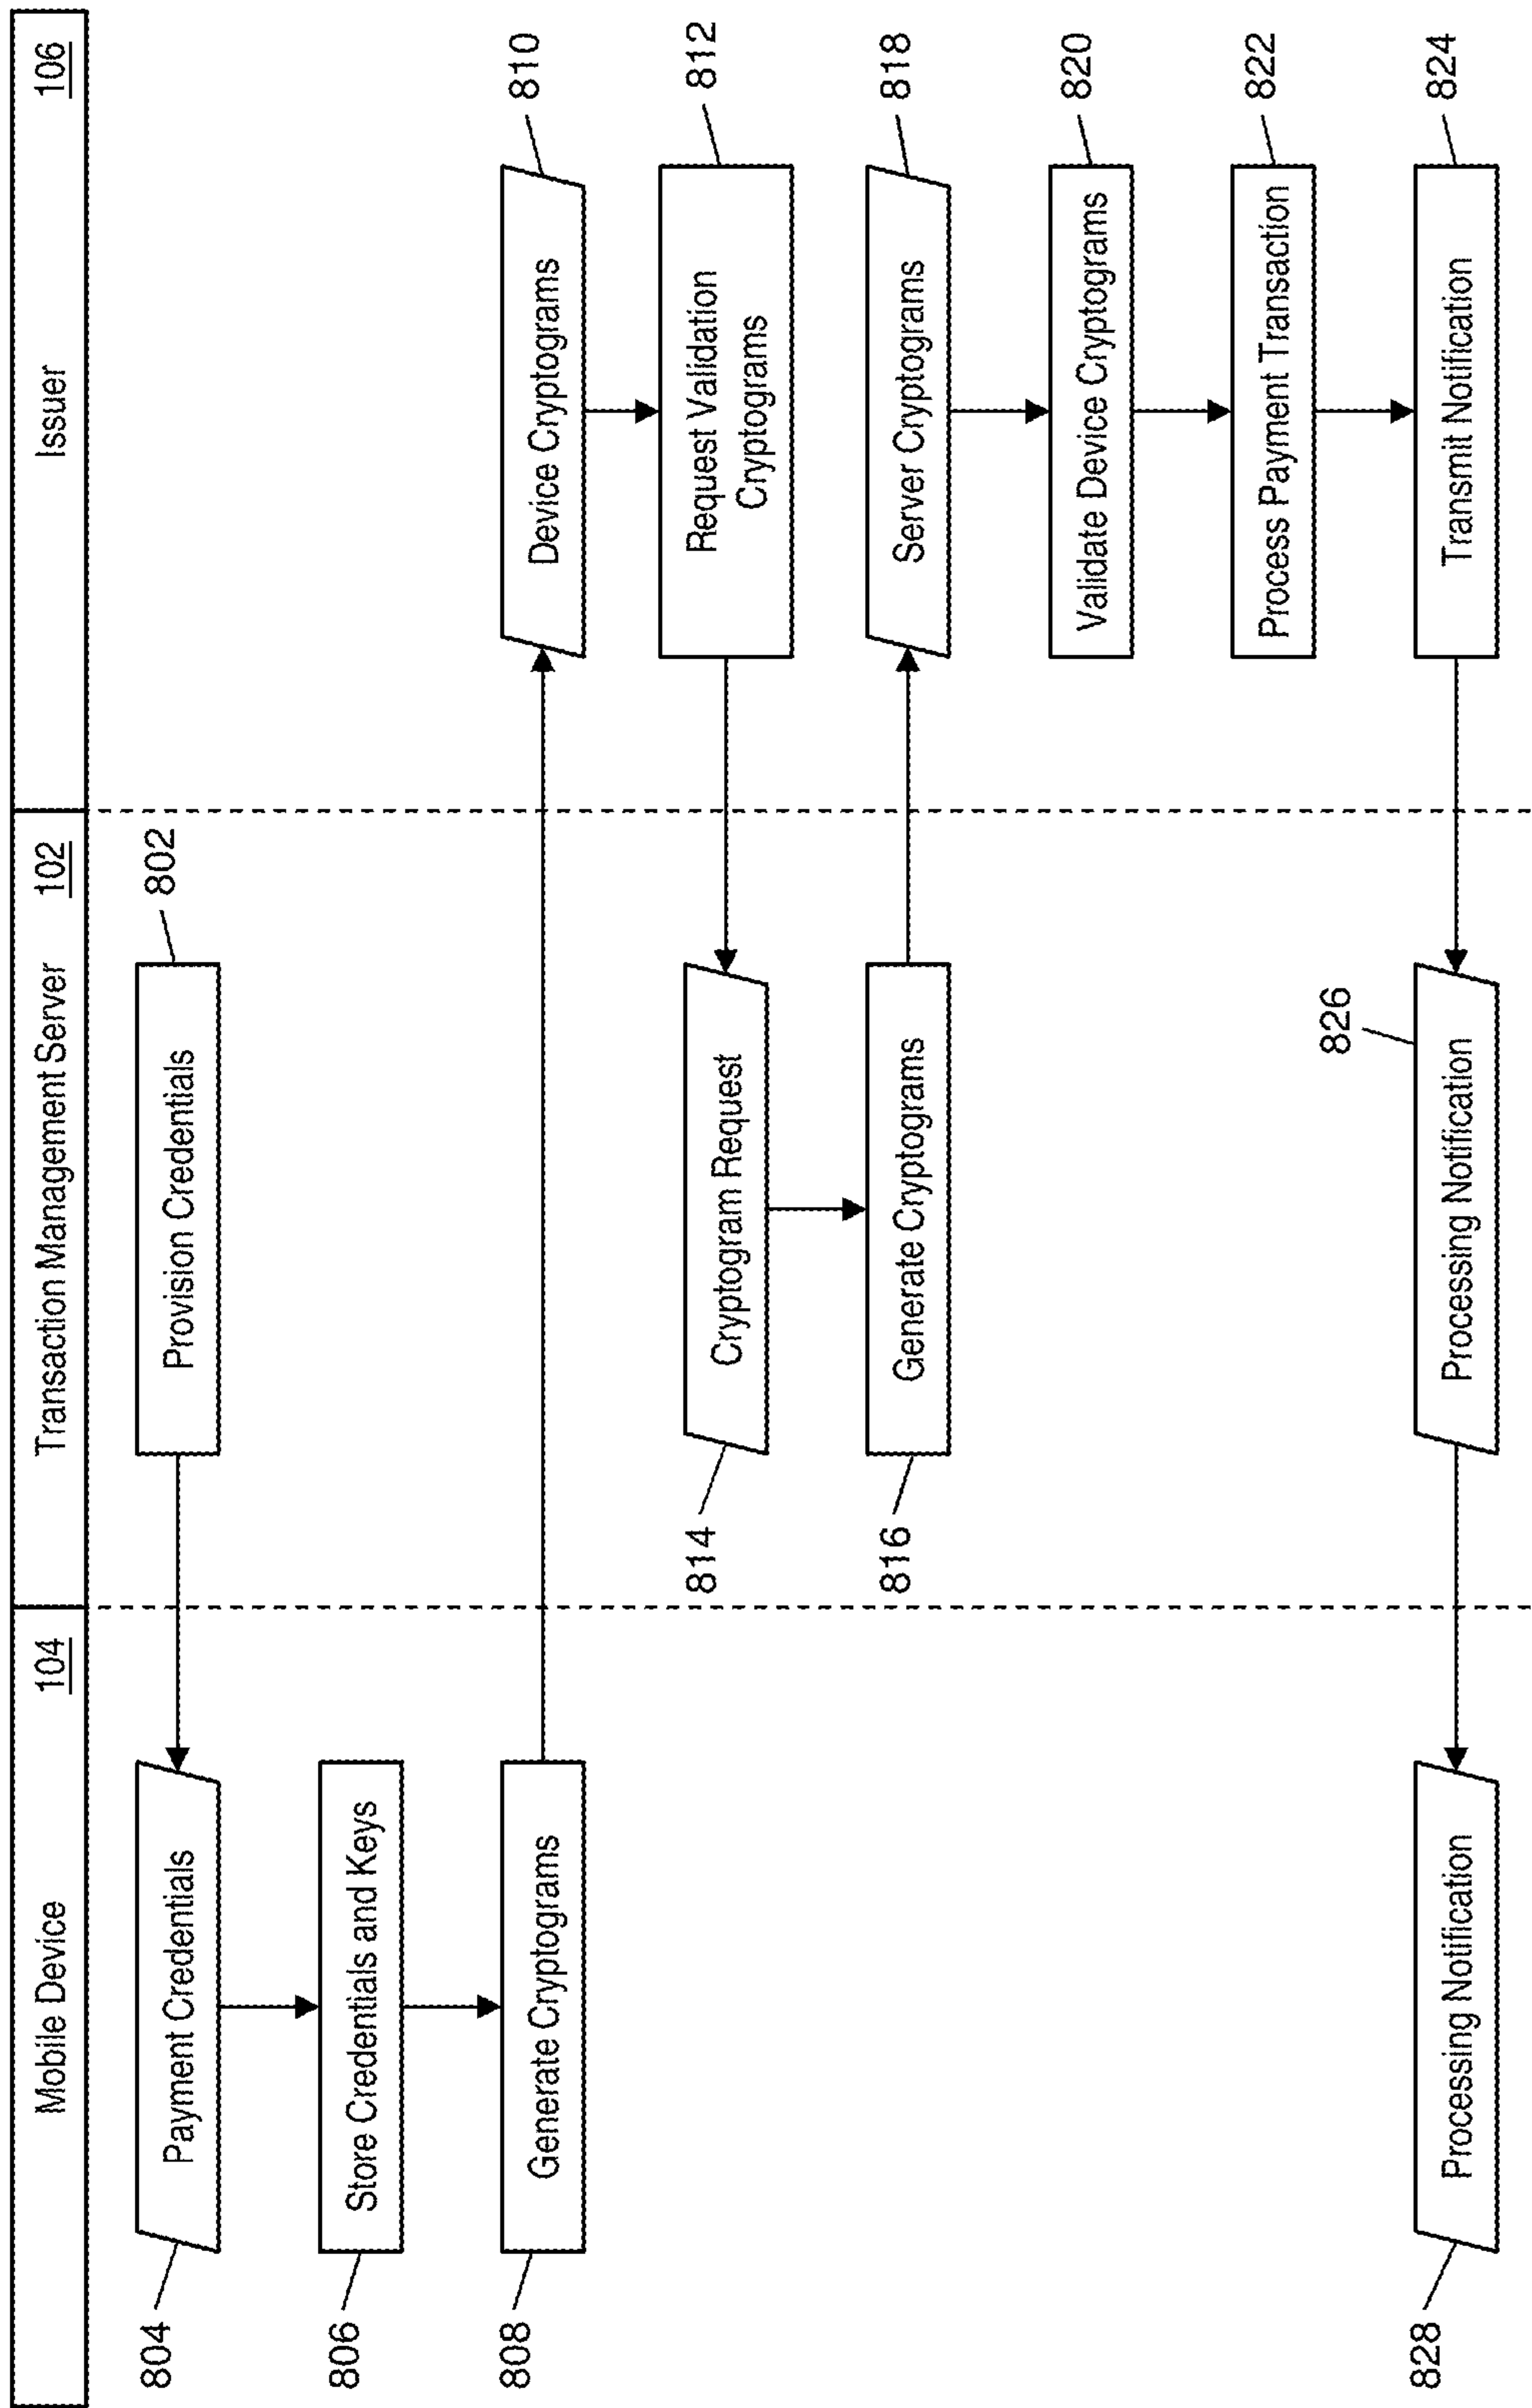 Mobile Device 104
Transaction Management Server 102
Issuer 106
Provision Credentials
802
804
Payment Credentials
806
Store Credentials and Keys
808
Generate Cryptograms
Device Cryptograms
810
Request Validation
Cryptograms
812
814
Cryptogram Request
816
Generate Cryptograms
Server Cryptograms
818
Validate Device Cryptograms
820
Process Payment Transaction
822
Transmit Notification
824
826
Processing Notification
828
Processing Notification